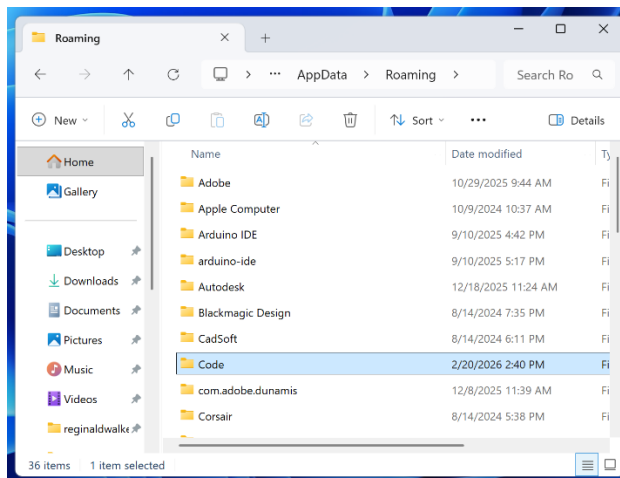 Roaming
AppData > Roaming > Search Ro
New Sort Details
Home
Gallery
Desktop
Downloads
Documents
Pictures
Music
Videos
reginaldwalke
Name Date modified Ty
Adobe 10/29/2025 9:44 AM Fi
Apple Computer 10/9/2024 10:37 AM Fi
Arduino IDE 9/10/2025 4:42 PM Fi
arduino-ide 9/10/2025 5:17 PM Fi
Autodesk 12/18/2025 11:24 AM Fi
Blackmagic Design 8/14/2024 7:35 PM Fi
CadSoft 8/14/2024 6:11 PM Fi
Code 2/20/2026 2:40 PM Fi
com.adobe.dunamis 12/8/2025 11:39 AM Fi
Corsair 8/14/2024 5:38 PM Fi
36 items 1 item selected